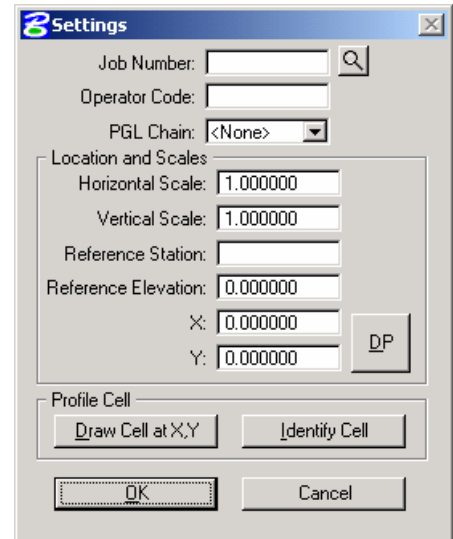 Settings
Job Number:
Operator Code:
PGL Chain: <None>
Location and Scales
Horizontal Scale: 1.000000
Vertical Scale: 1.000000
Reference Station:
Reference Elevation: 0.000000
X: 0.000000
Y: 0.000000
DP
Profile Cell
Draw Cell at X,Y Identify Cell
OK Cancel